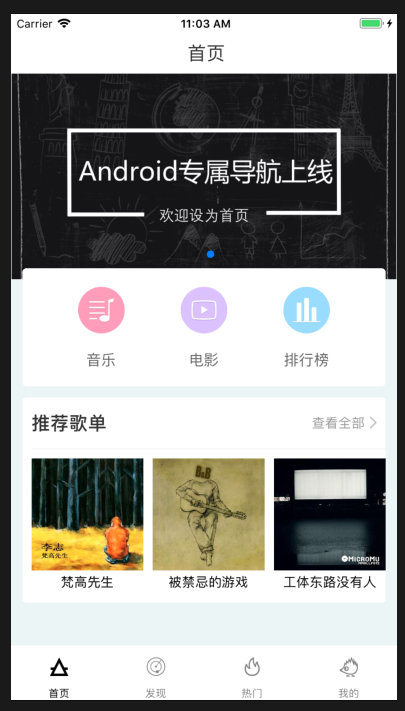 Carrier 11:03 AM
首页
Android专属导航上线
欢迎设为首页
音乐 电影 排行榜
推荐歌单 查看全部
李志
梵高先生
B&B
MICROMU
梵高先生 被禁忌的游戏 工体东路没有人
首页 发现 热门 我的